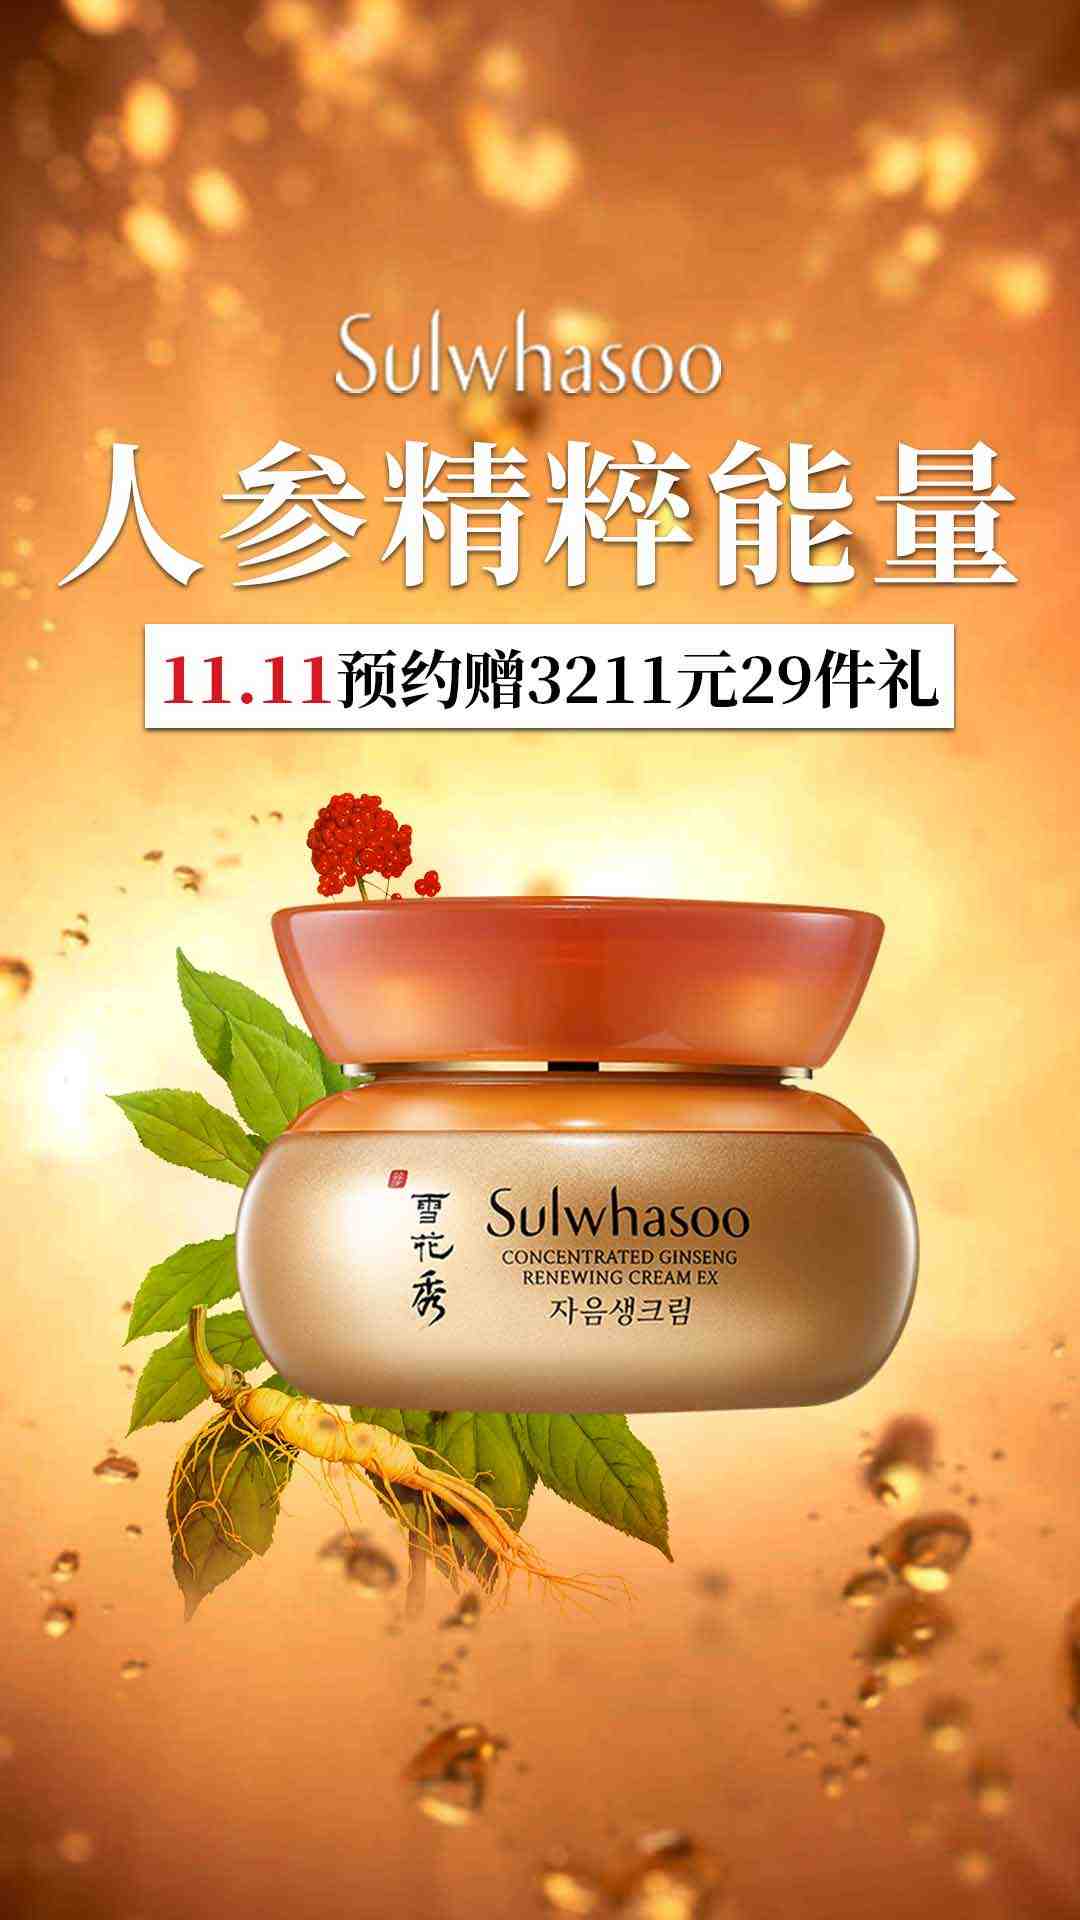 Sulwhasoo
人参精粹能量
11.11预约赠3211元29件礼
雪花秀
Sulwhasoo
CONCENTRATED GINSENG
RENEWING CREAM EX
자음생크림